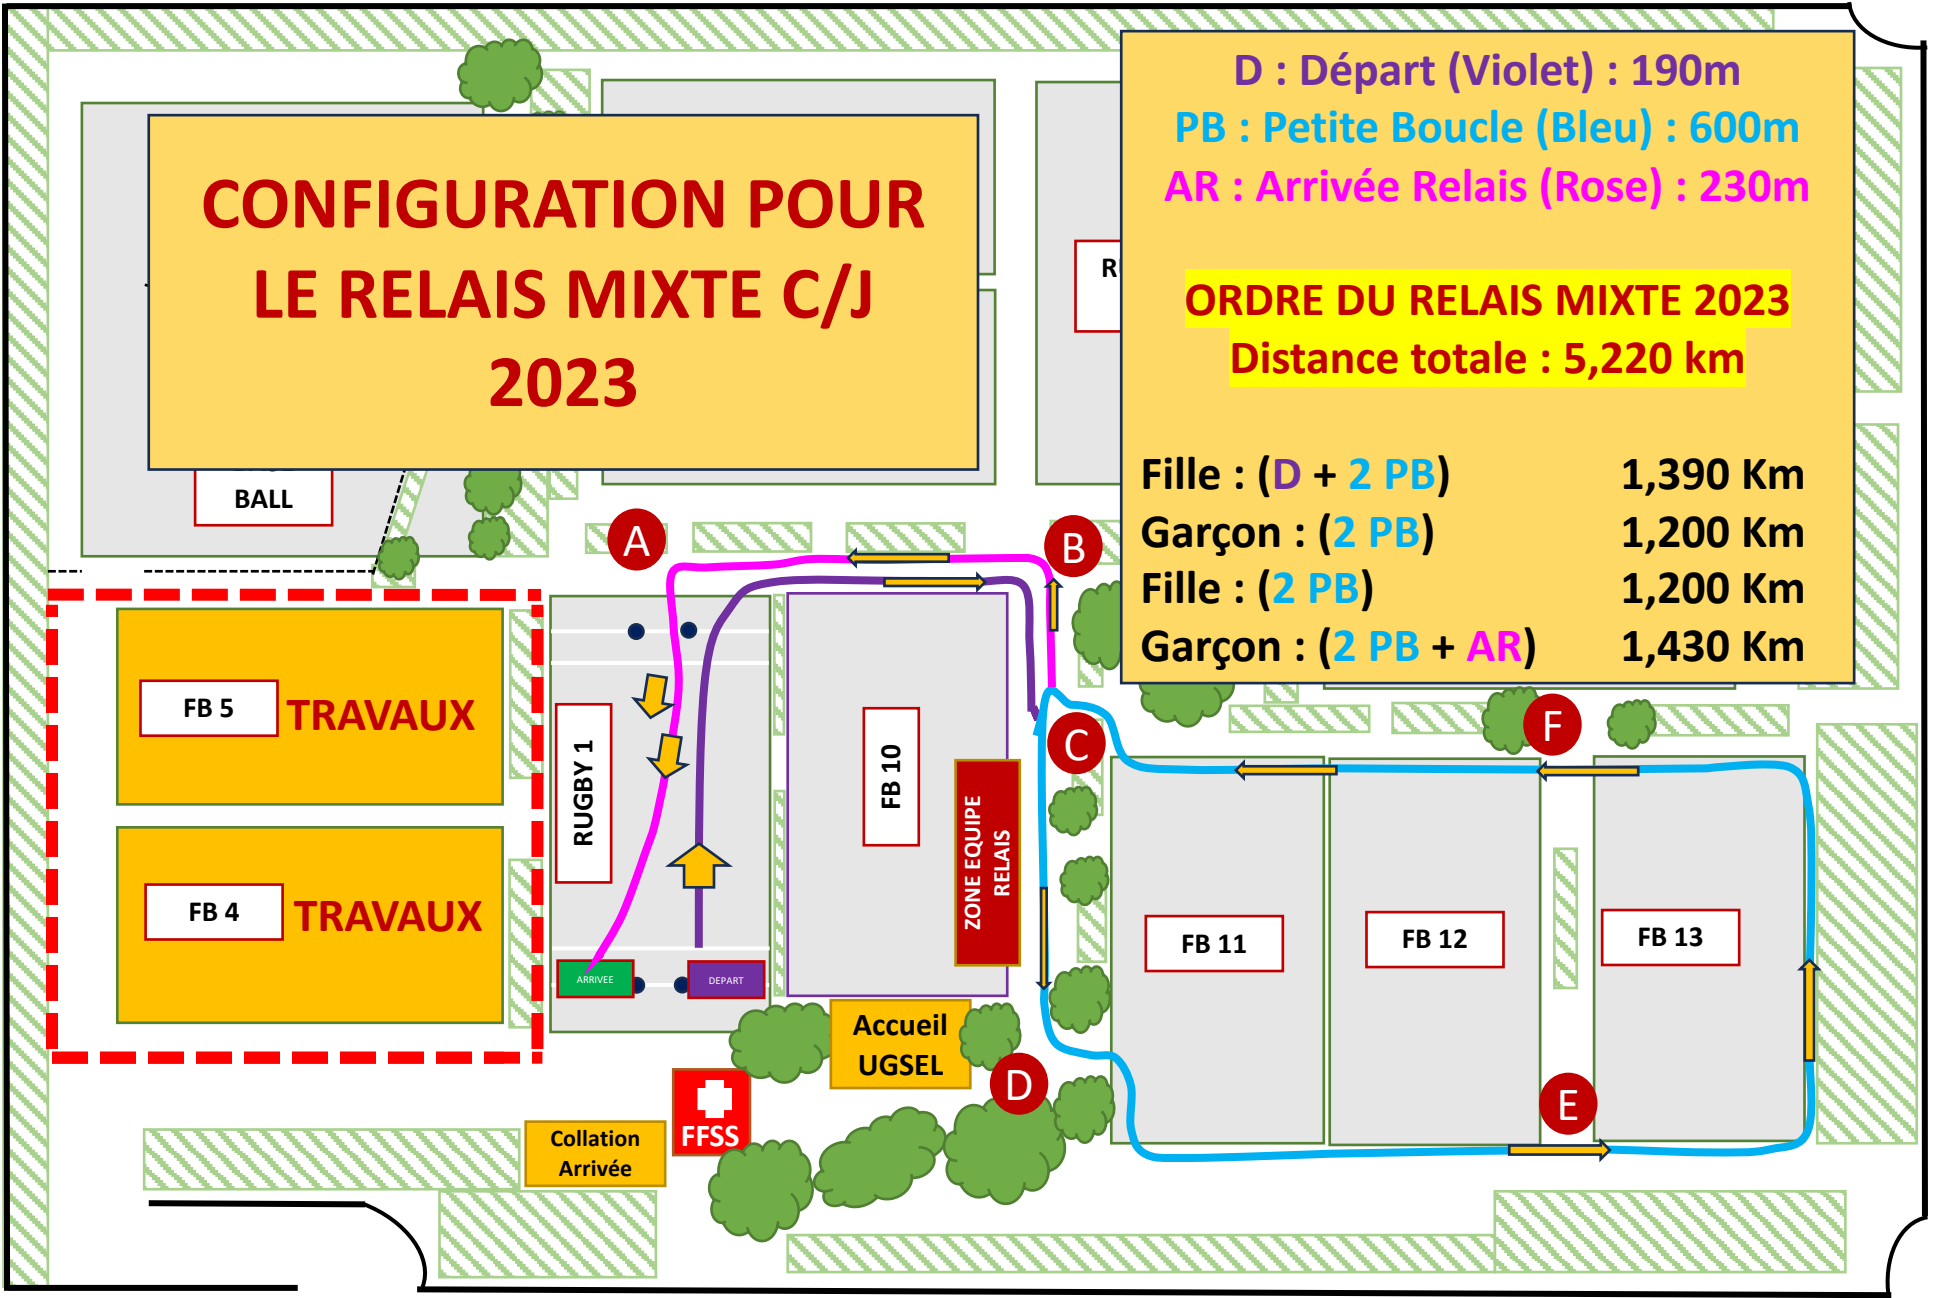 D : Départ (Violet) : 190m
PB : Petite Boucle (Bleu) : 600m
AR : Arrivée Relais (Rose) : 230m
ORDRE DU RELAIS MIXTE 2023
Distance totale : 5,220 km
Fille : (D + 2 PB) 1,390 Km
Garçon : (2 PB) 1,200 Km
Fille : (2 PB) 1,200 Km
Garçon : (2 PB + AR) 1,430 Km
CONFIGURATION POUR
LE RELAIS MIXTE C/J
2023
BALL
A
B
C
D
E
F
FB 5
TRAVAUX
FB 4
TRAVAUX
RUGBY 1
FB 10
ZONE EQUIPE
RELAIS
FB 11
FB 12
FB 13
ARRIVEE
DEPART
Accueil
UGSEL
FFSS
Collation
Arrivée